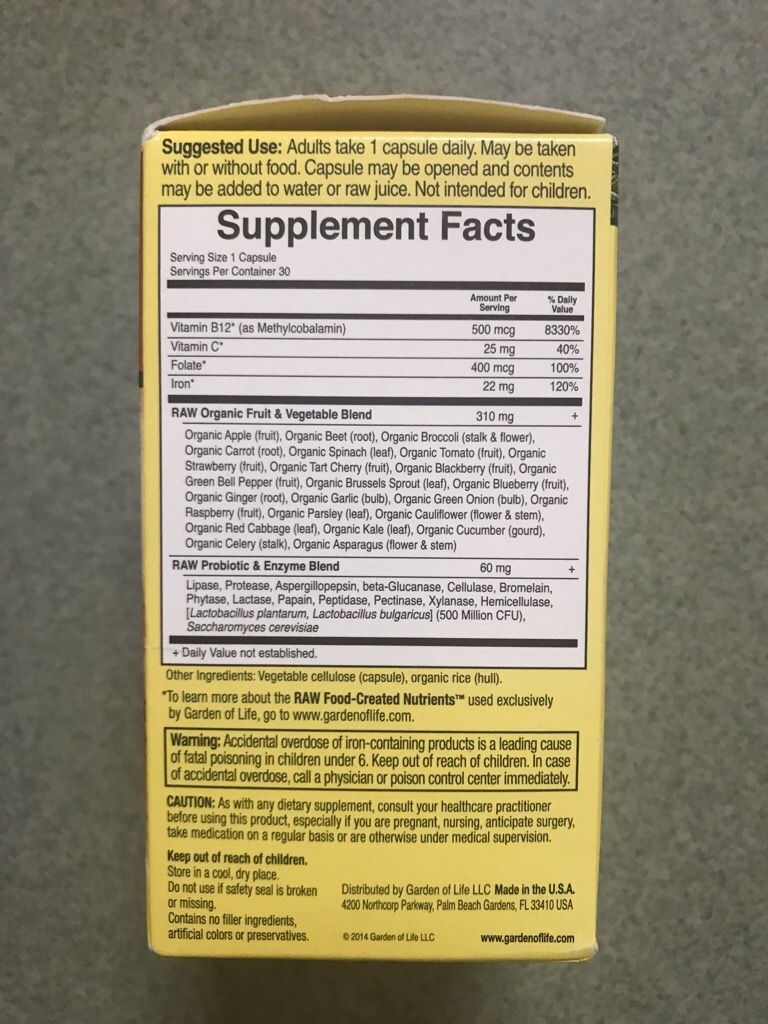 Suggested Use: Adults take 1 capsule daily. May be taken
with or without food. Capsule may be opened and contents
may be added to water or raw juice. Not intended for children.
Supplement Facts
Serving Size 1 Capsule
Servings Per Container 30
Amount Per Serving % Daily Value
Vitamin B12* (as Methylcobalamin) 500 mcg 8330%
Vitamin C* 25 mg 40%
Folate* 400 mcg 100%
Iron* 22 mg 120%
RAW Organic Fruit & Vegetable Blend 310 mg +
Organic Apple (fruit), Organic Beet (root), Organic Broccoli (stalk & flower),
Organic Carrot (root), Organic Spinach (leaf), Organic Tomato (fruit), Organic
Strawberry (fruit), Organic Tart Cherry (fruit), Organic Blackberry (fruit), Organic
Green Bell Pepper (fruit), Organic Brussels Sprout (leaf), Organic Blueberry (fruit),
Organic Ginger (root), Organic Garlic (bulb), Organic Green Onion (bulb), Organic
Raspberry (fruit), Organic Parsley (leaf), Organic Cauliflower (flower & stem),
Organic Red Cabbage (leaf), Organic Kale (leaf), Organic Cucumber (gourd),
Organic Celery (stalk), Organic Asparagus (flower & stem)
RAW Probiotic & Enzyme Blend 60 mg +
Lipase, Protease, Aspergillopepsin, beta-Glucanase, Cellulase, Bromelain,
Phytase, Lactase, Papain, Peptidase, Pectinase, Xylanase, Hemicellulase,
[Lactobacillus plantarum, Lactobacillus bulgaricus] (500 Million CFU),
Saccharomyces cerevisiae
+ Daily Value not established.
Other Ingredients: Vegetable cellulose (capsule), organic rice (hull).
*To learn more about the RAW Food-Created Nutrients™ used exclusively
by Garden of Life, go to www.gardenoflife.com.
Warning: Accidental overdose of iron-containing products is a leading cause
of fatal poisoning in children under 6. Keep out of reach of children. In case
of accidental overdose, call a physician or poison control center immediately.
CAUTION: As with any dietary supplement, consult your healthcare practitioner
before using this product, especially if you are pregnant, nursing, anticipate surgery,
take medication on a regular basis or are otherwise under medical supervision.
Keep out of reach of children.
Store in a cool, dry place.
Do not use if safety seal is broken
or missing.
Contains no filler ingredients,
artificial colors or preservatives.
Distributed by Garden of Life LLC Made in the U.S.A.
4200 Northcorp Parkway, Palm Beach Gardens, FL 33410 USA
© 2014 Garden of Life LLC www.gardenoflife.com